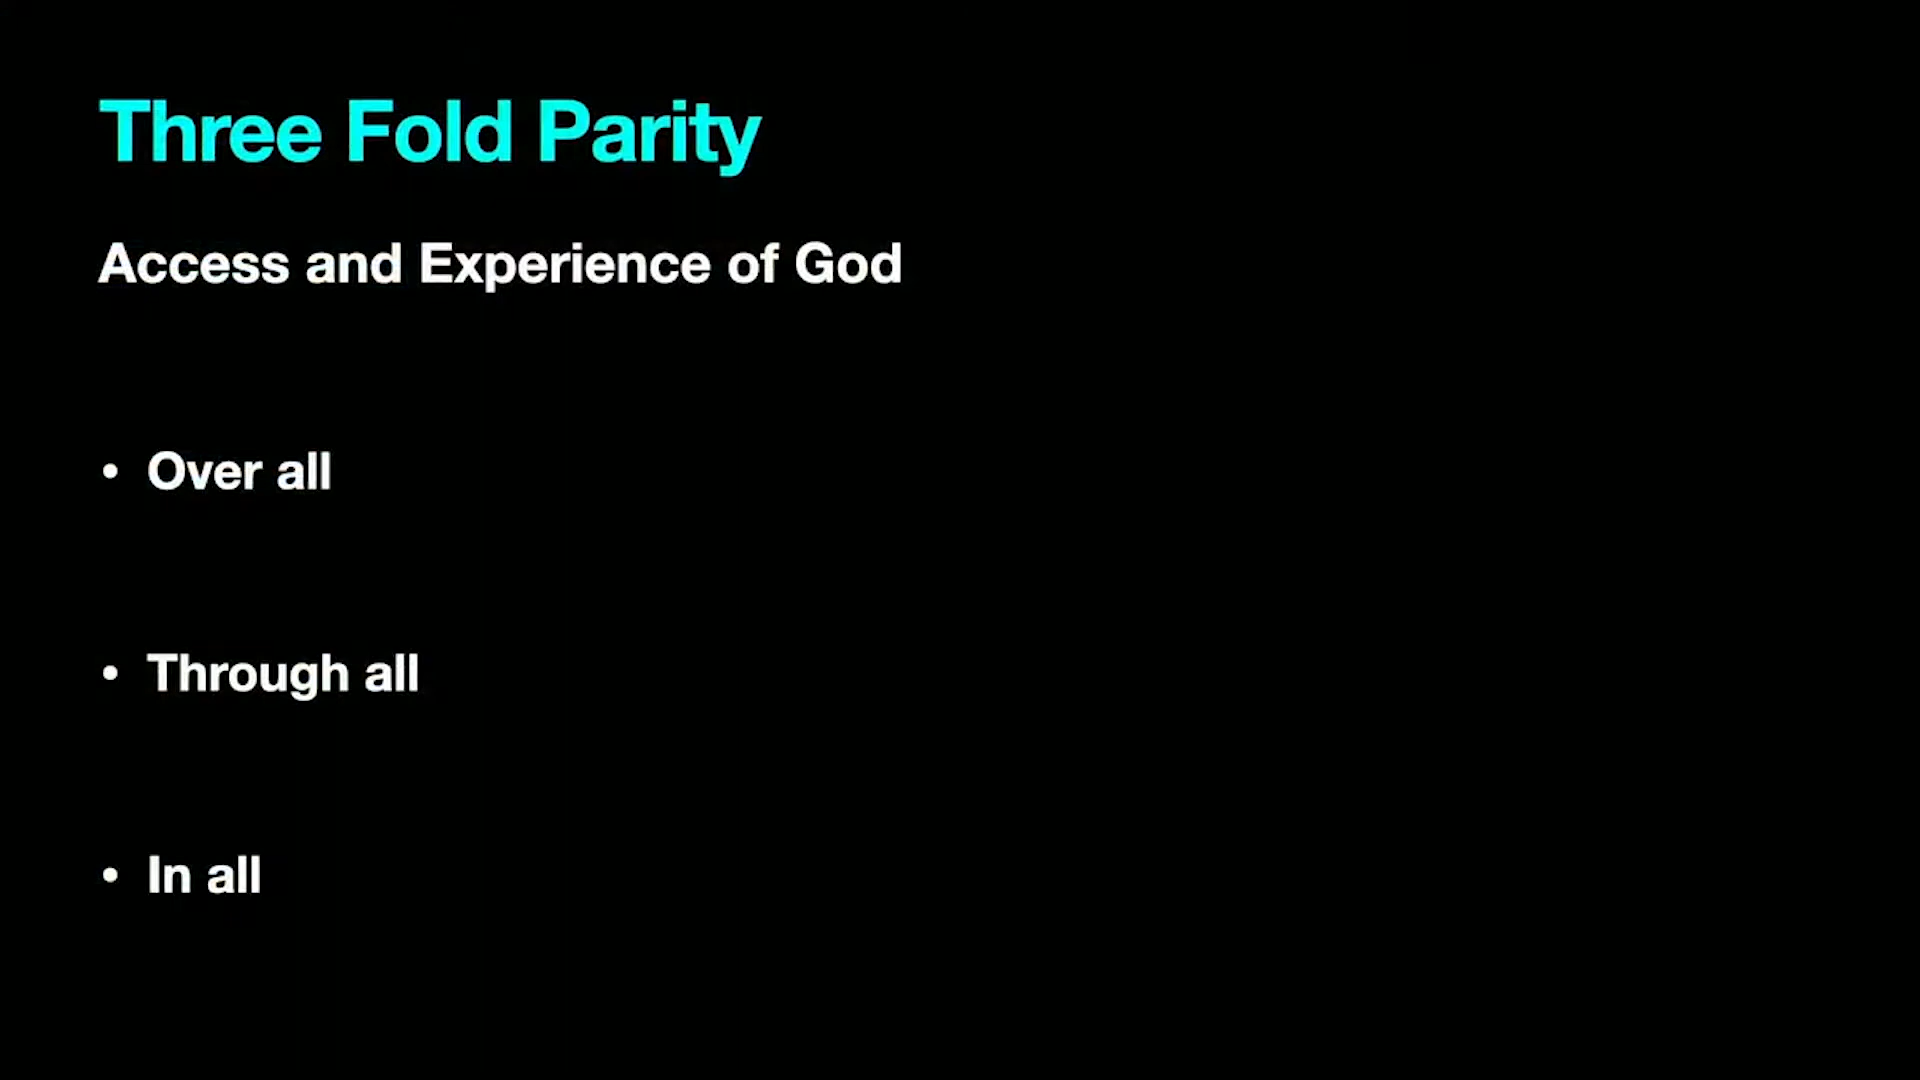 Three Fold Parity
Access and Experience of God
• Over all
• Through all
• In all